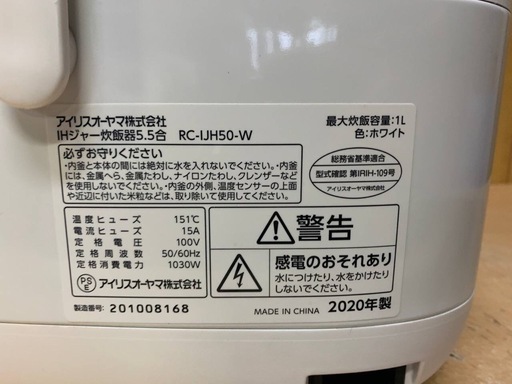 アイリスオーヤマ株式会社
IHジャー炊飯器5.5合 RC-IJH50-W
最大炊飯容量:1L
色:ホワイト
必ずお守りください
・内釜と本体の間には絶対に水を入れないでください。・内釜
には、金属へら、金属たわし、ナイロンたわし、クレンザーなど
を使用しないでください。・内釜の外側、温度センサーの上面
や近辺に付いた米粒などは、取り除いて使用してください。
総務省基準適合
型式確認 第IRIH-109号
アイリスオーヤマ株式会社
温度ヒューズ 151℃
電流ヒューズ 15A
定格電圧 100V
定格周波数 50/60Hz
定格消費電力 1030W
警告
感電のおそれあり
水につけたり、水をかけたり
しないでください。
PSE アイリスオーヤマ株式会社
製造番号: 201008168
MADE IN CHINA 2020年製